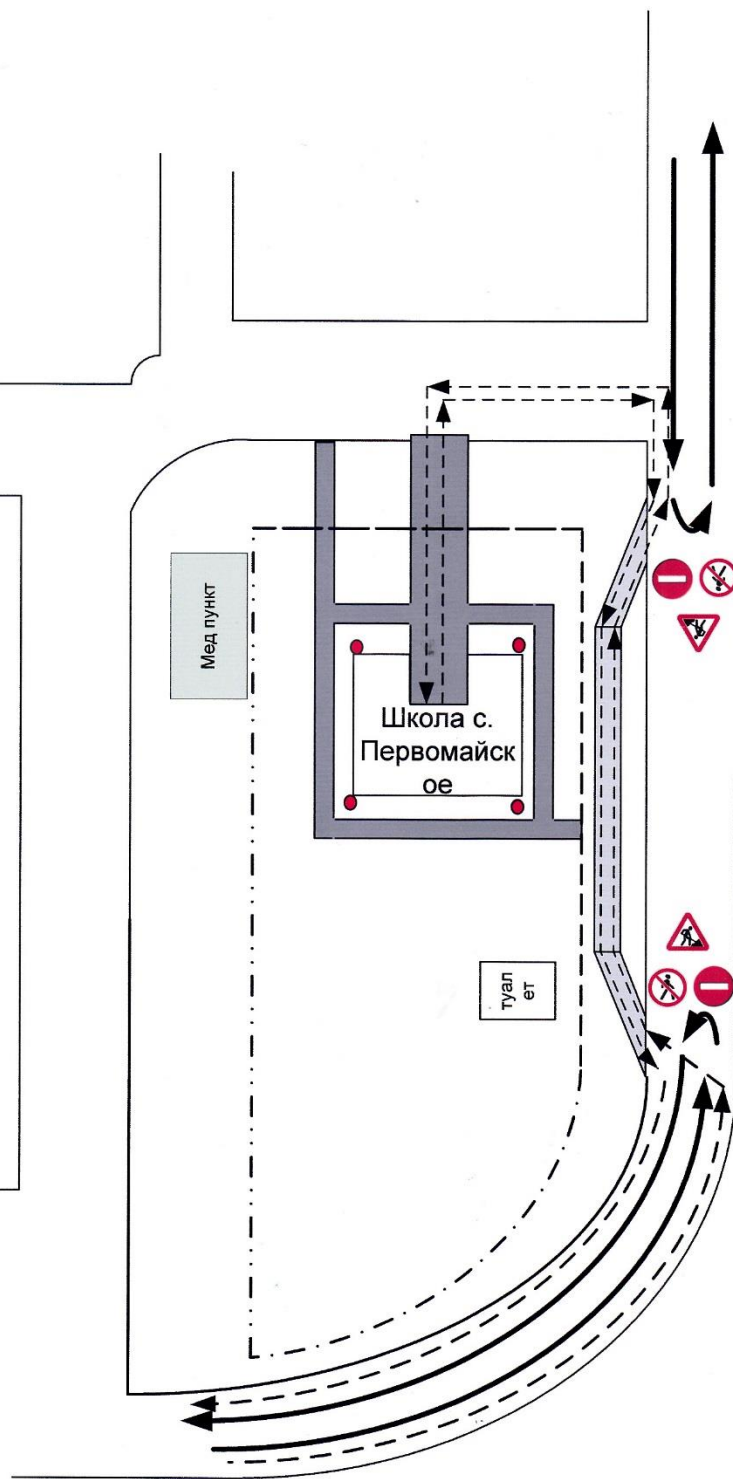 Мед пункт
Школа с.
Первомайск
ое
туал
ет